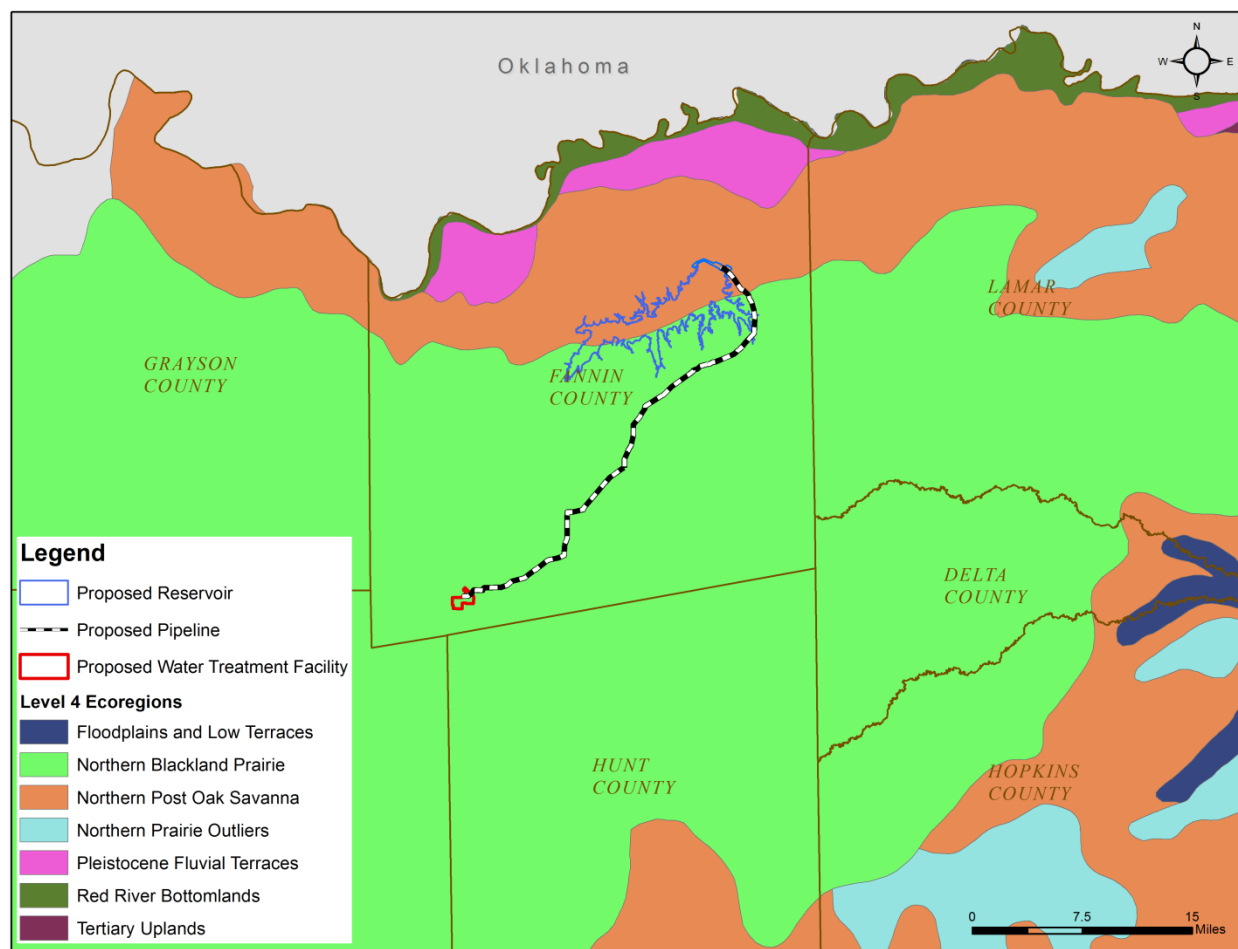 Oklahoma
N
W E
S
LAMAR
COUNTY
GRAYSON
COUNTY
FANNIN
COUNTY
DELTA
COUNTY
HUNT
COUNTY
HOPKINS
COUNTY
Legend
Proposed Reservoir
Proposed Pipeline
Proposed Water Treatment Facility
Level 4 Ecoregions
Floodplains and Low Terraces
Northern Blackland Prairie
Northern Post Oak Savanna
Northern Prairie Outliers
Pleistocene Fluvial Terraces
Red River Bottomlands
Tertiary Uplands
0 7.5 15
Miles